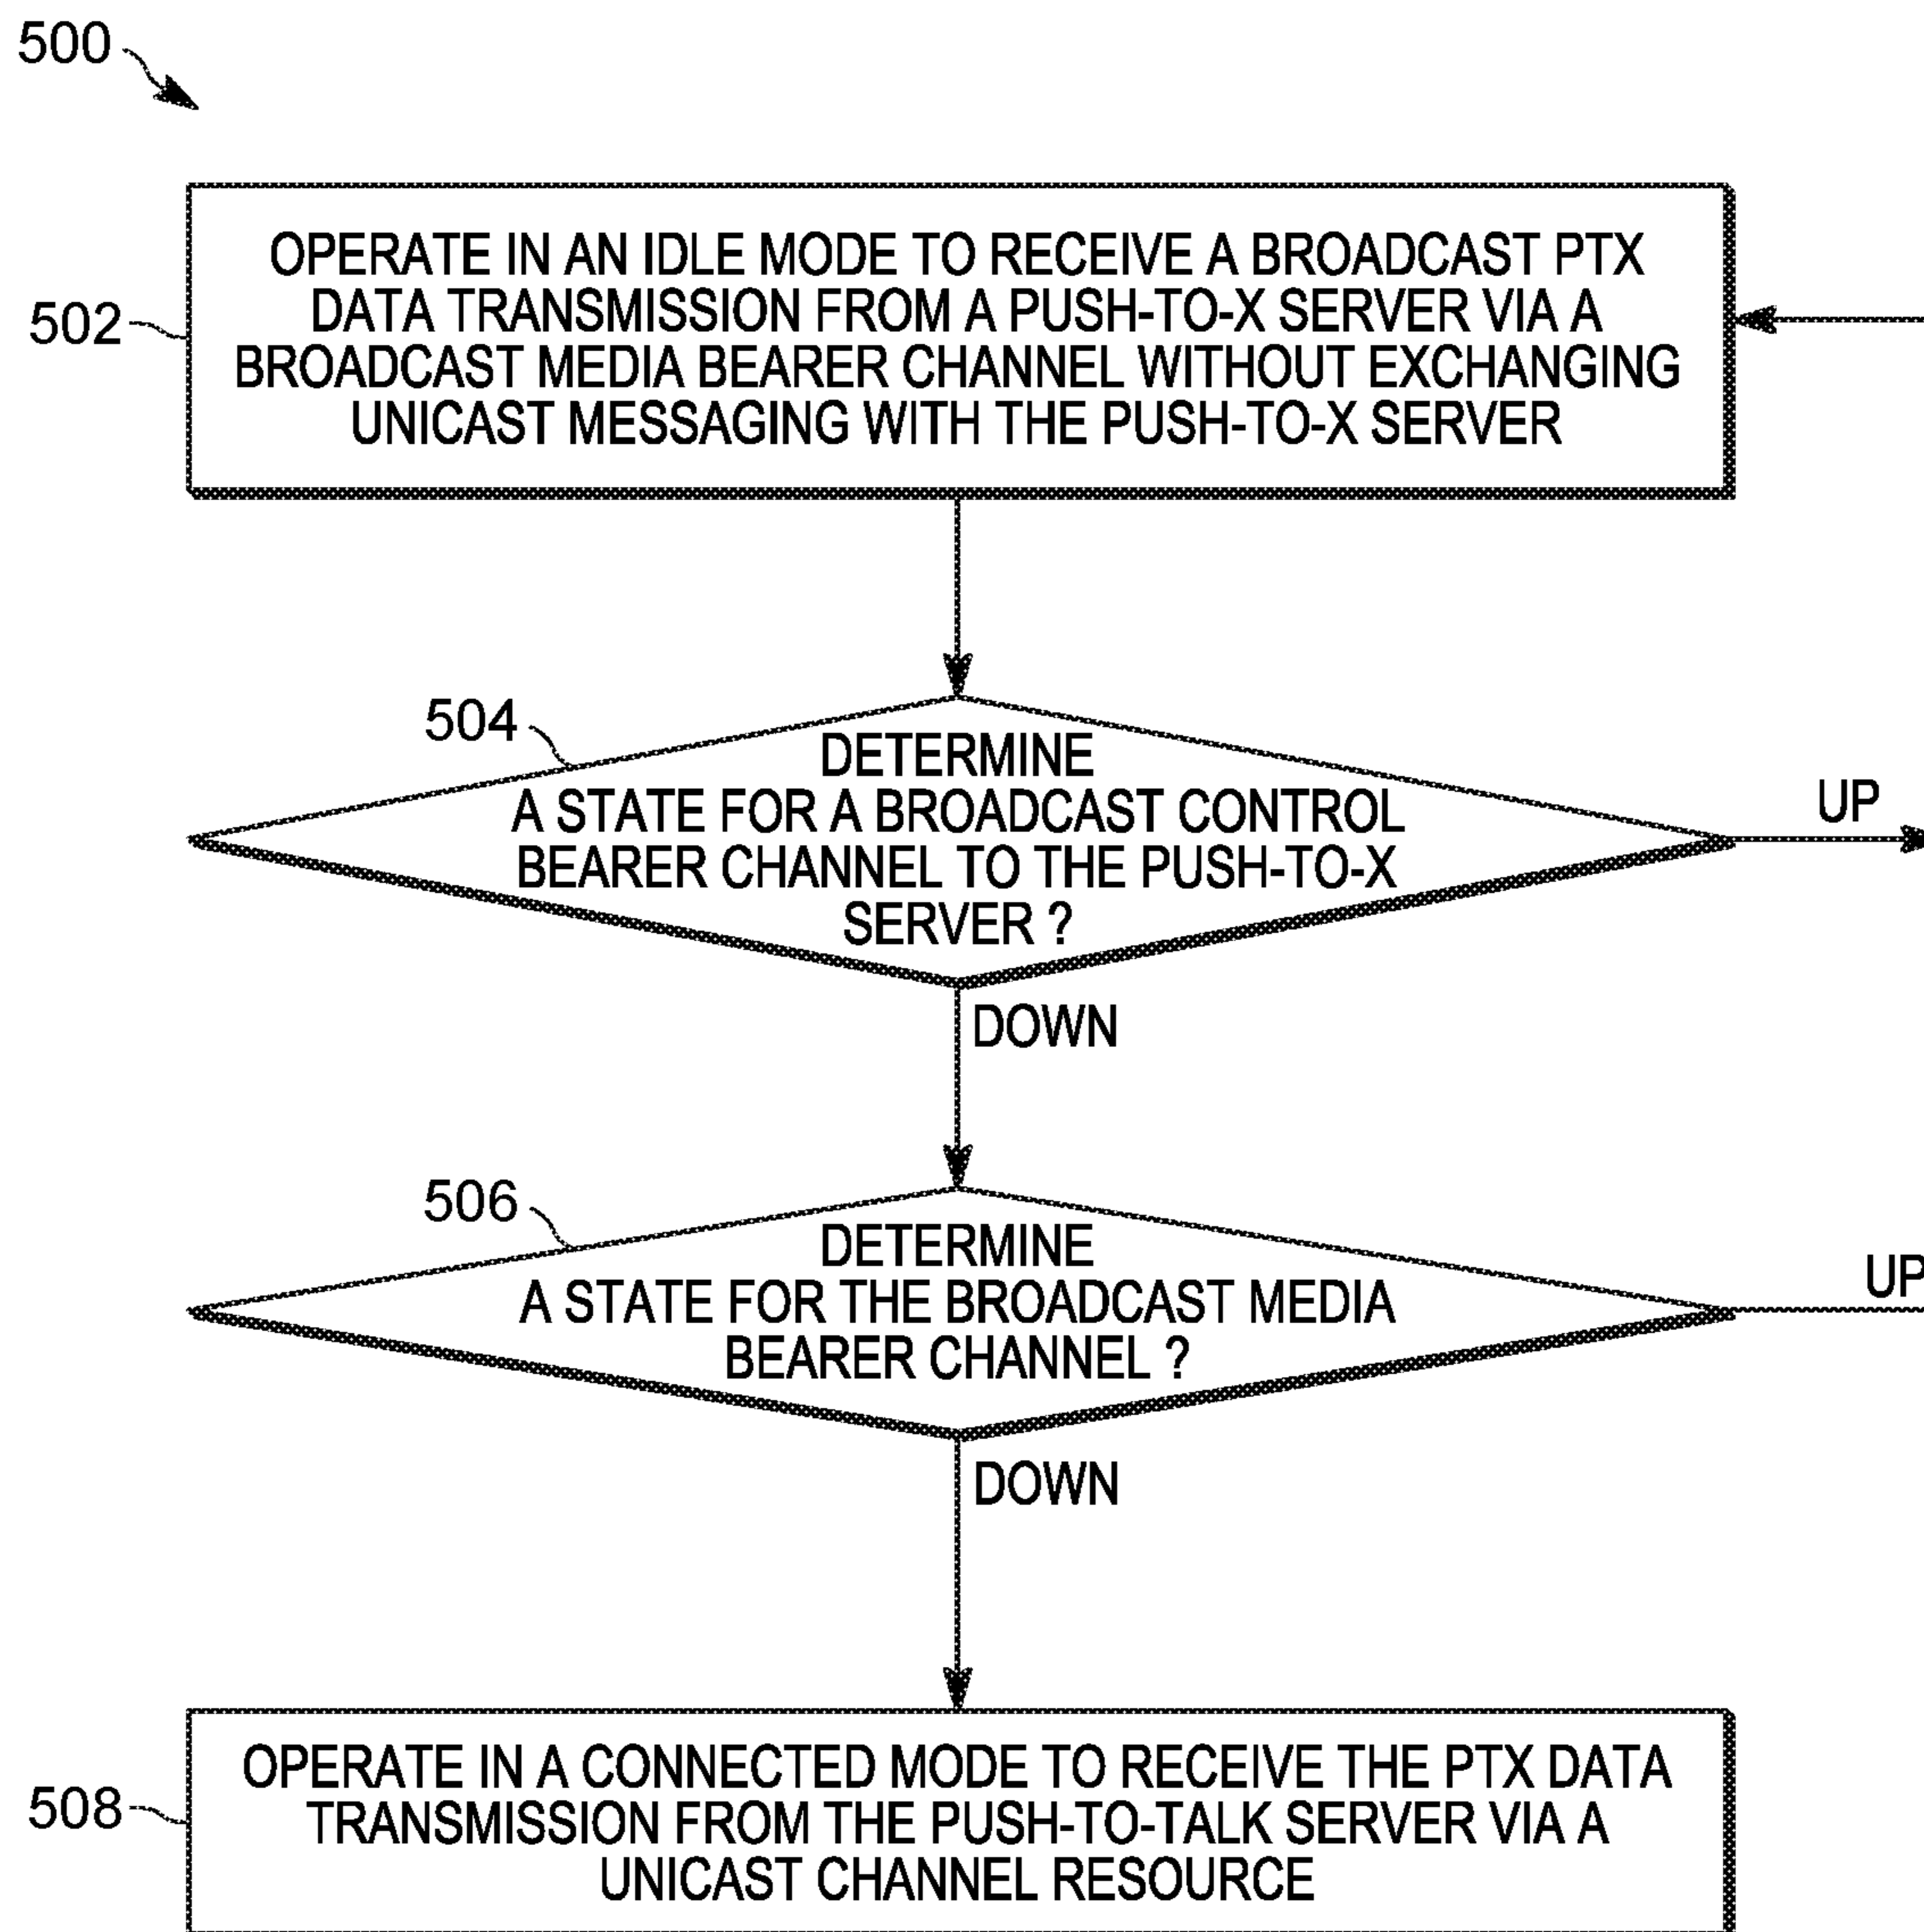 500
502
OPERATE IN AN IDLE MODE TO RECEIVE A BROADCAST PTX
DATA TRANSMISSION FROM A PUSH-TO-X SERVER VIA A
BROADCAST MEDIA BEARER CHANNEL WITHOUT EXCHANGING
UNICAST MESSAGING WITH THE PUSH-TO-X SERVER
504
DETERMINE
A STATE FOR A BROADCAST CONTROL
BEARER CHANNEL TO THE PUSH-TO-X
SERVER ?
UP
DOWN
506
DETERMINE
A STATE FOR THE BROADCAST MEDIA
BEARER CHANNEL ?
UP
DOWN
508
OPERATE IN A CONNECTED MODE TO RECEIVE THE PTX DATA
TRANSMISSION FROM THE PUSH-TO-TALK SERVER VIA A
UNICAST CHANNEL RESOURCE